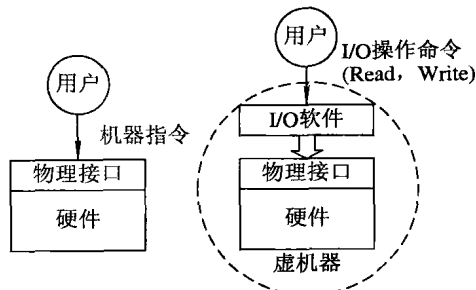 用户
机器指令
物理接口
硬件
用户
I/O操作命令
(Read，Write)
I/O软件
物理接口
硬件
虚机器